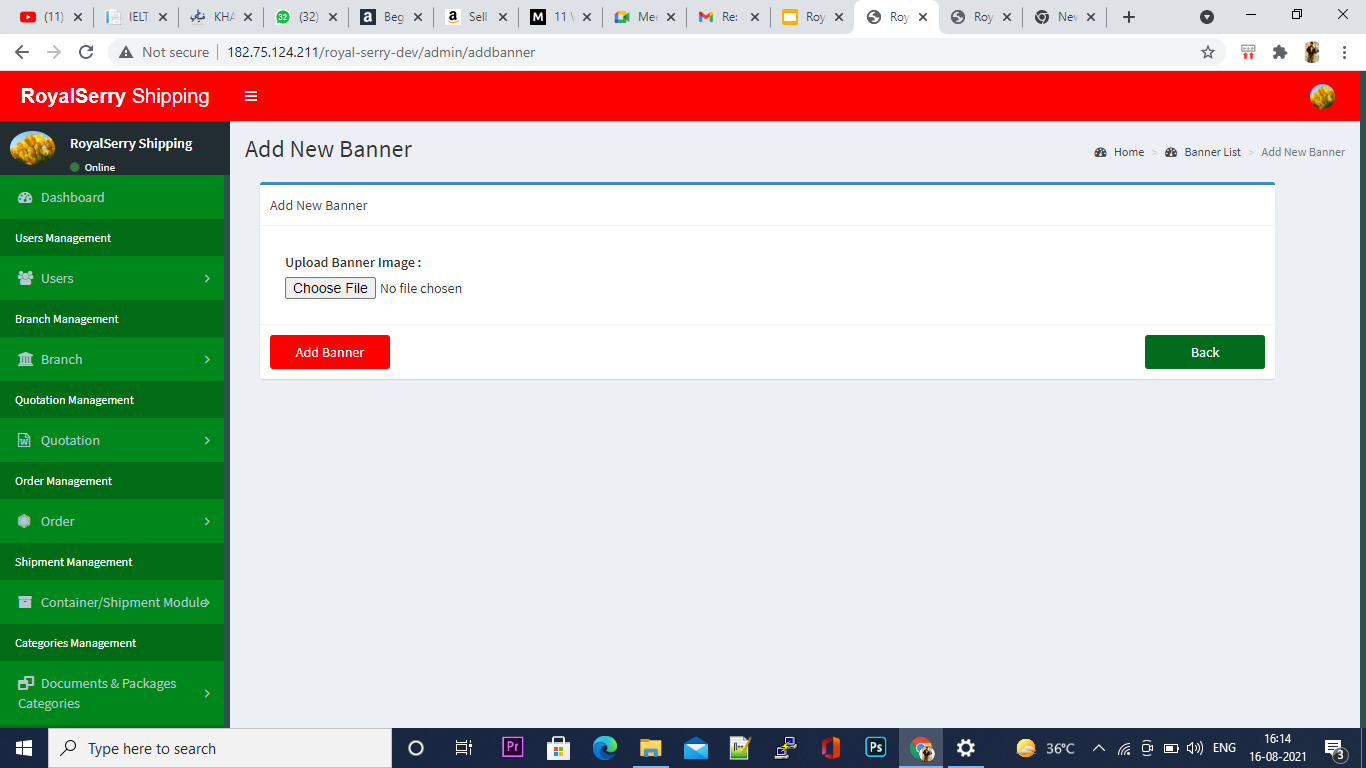 (11)
IELT
KHA
(32)
Beg
Sell
11
Mee
Re:
Roy
Roy
Roy
New
Not secure
182.75.124.211/royal-serry-dev/admin/addbanner
RoyalSerry Shipping
RoyalSerry Shipping
Online
Add New Banner
Home > Banner List > Add New Banner
Dashboard
Users Management
Users
Branch Management
Branch
Quotation Management
Quotation
Order Management
Order
Shipment Management
Container/Shipment Module
Categories Management
Documents & Packages
Categories
Add New Banner
Upload Banner Image :
Choose File No file chosen
Add Banner
Back
Type here to search
Pr
Ps
36°C
ENG
16:14
16-08-2021
3